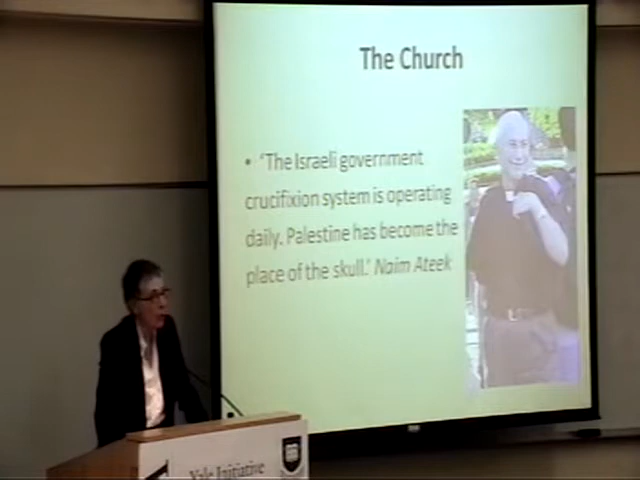 The Church
• 'The Israeli government
crucifixion system is operating
daily. Palestine has become the
place of the skull.' Naim Ateek
Yale Initiative